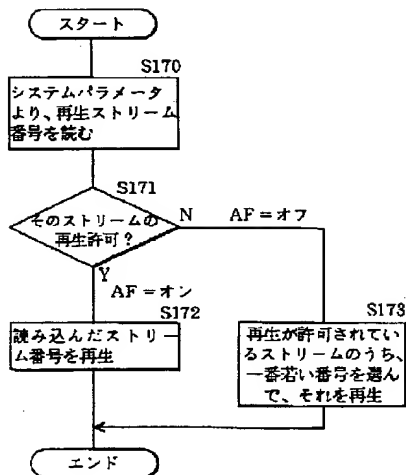 スタート
S170
システムパラメータ
より、再生ストリーム
番号を読む
S171
そのストリームの
再生許可？
N
AF＝オフ
Y
AF＝オン
S172
読み込んだストリー
ム番号を再生
S173
再生が許可されてい
るストリームのうち、
一番若い番号を選ん
で、それを再生
エンド